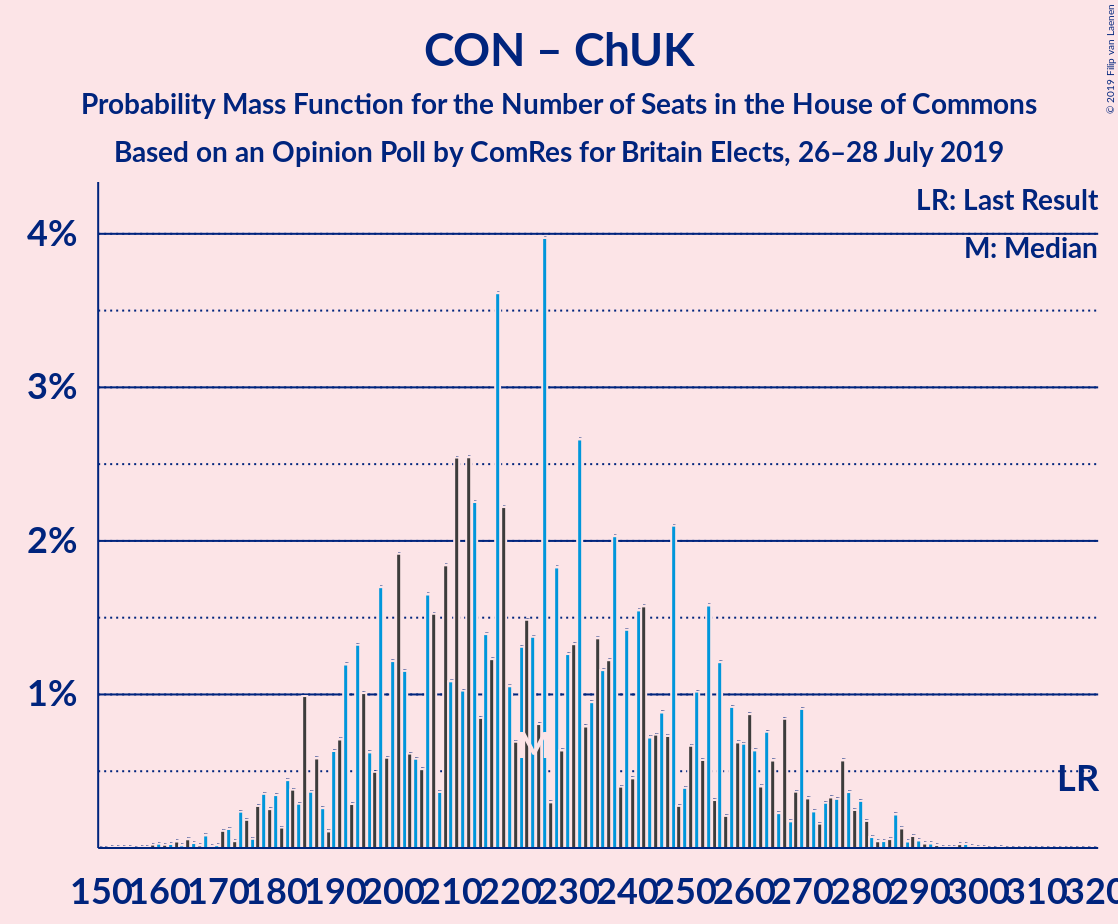 CON – ChUK
Probability Mass Function for the Number of Seats in the House of Commons
Based on an Opinion Poll by ComRes for Britain Elects, 26–28 July 2019
© 2019 Filip van Laenen
LR: Last Result
M: Median
4%
3%
2%
1%
M
LR
150 160 170 180 190 200 210 220 230 240 250 260 270 280 290 300 310 320